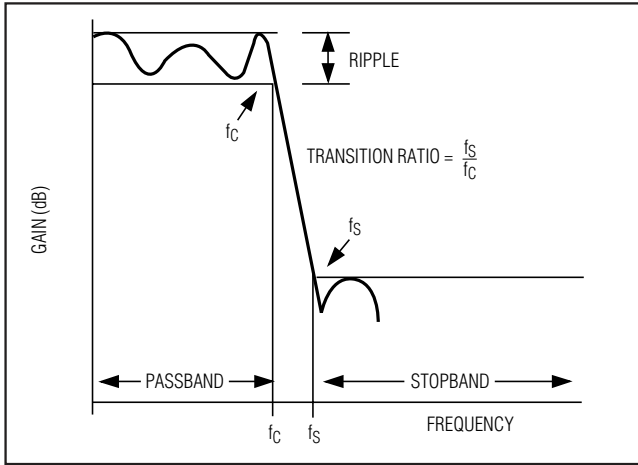 RIPPLE
fC
TRANSITION RATIO = fS/fC
fS
GAIN (dB)
PASSBAND
STOPBAND
fC
fS
FREQUENCY